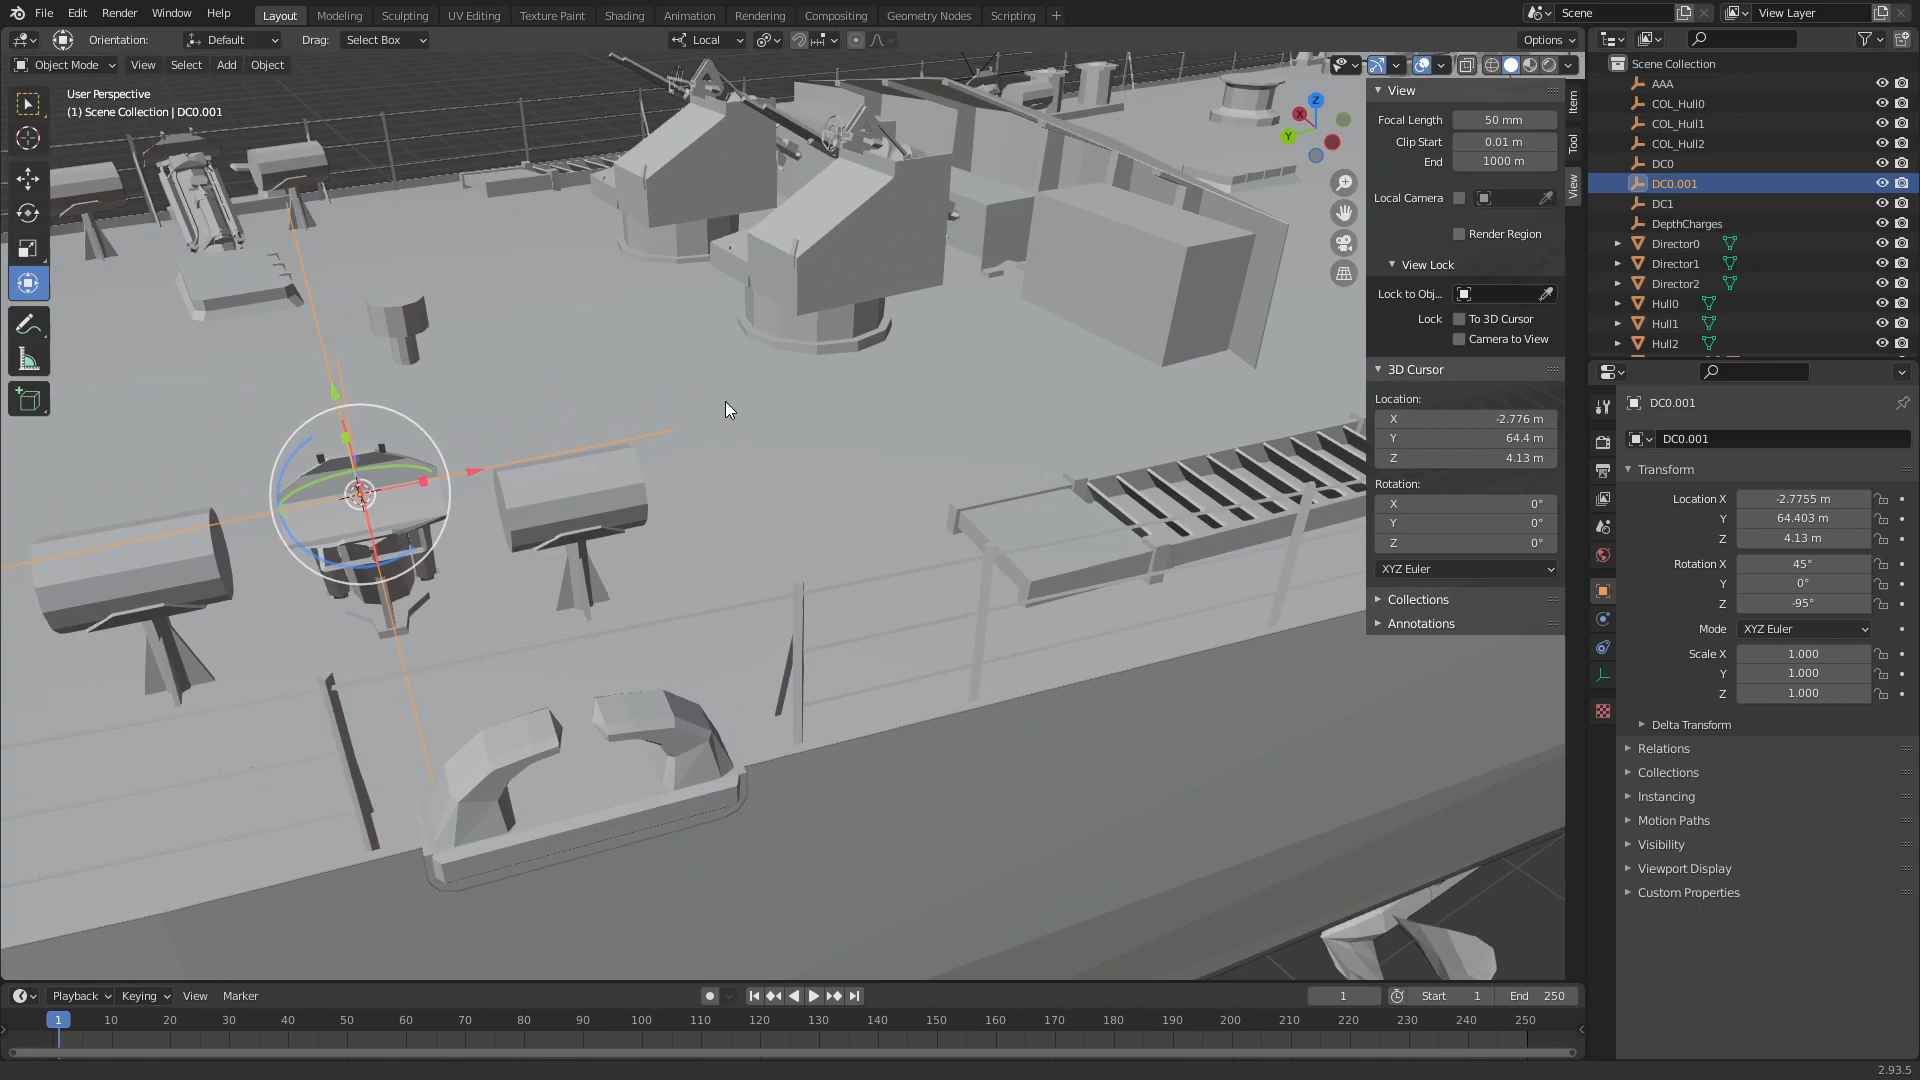 File Edit Render Window Help Layout Modeling Sculpting UV Editing Texture Paint Shading Animation Rendering Compositing Geometry Nodes Scripting + Scene View Layer
Orientation: Default Drag: Select Box Local Options
Object Mode View Select Add Object
User Perspective
(1) Scene Collection | DC0.001
X
Y
Z
View
Focal Length 50 mm
Clip Start 0.01 m
End 1000 m
Local Camera
Render Region
View Lock
Lock to Obj...
Lock To 3D Cursor
Camera to View
3D Cursor
Location:
X -2.776 m
Y 64.4 m
Z 4.13 m
Rotation:
X 0°
Y 0°
Z 0°
XYZ Euler
Collections
Annotations
Item
Tool
View
Scene Collection
AAA
COL_Hull0
COL_Hull1
COL_Hull2
DC0
DC0.001
DC1
DepthCharges
Director0
Director1
Director2
Hull0
Hull1
Hull2
DC0.001
DC0.001
Transform
Location X -2.7755 m
Y 64.403 m
Z 4.13 m
Rotation X 45°
Y 0°
Z -95°
Mode XYZ Euler
Scale X 1.000
Y 1.000
Z 1.000
Delta Transform
Relations
Collections
Instancing
Motion Paths
Visibility
Viewport Display
Custom Properties
Playback Keying View Marker 1 Start 1 End 250
1 10 20 30 40 50 60 70 80 90 100 110 120 130 140 150 160 170 180 190 200 210 220 230 240 250
2.93.5